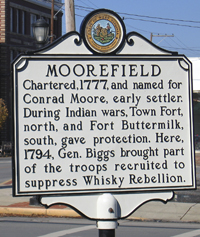 MOOREFIELD
Chartered, 1777, and named for
Conrad Moore, early settler.
During Indian wars, Town Fort,
north, and Fort Buttermilk,
south, gave protection. Here,
1794, Gen. Biggs brought part
of the troops recruited to
suppress Whisky Rebellion.